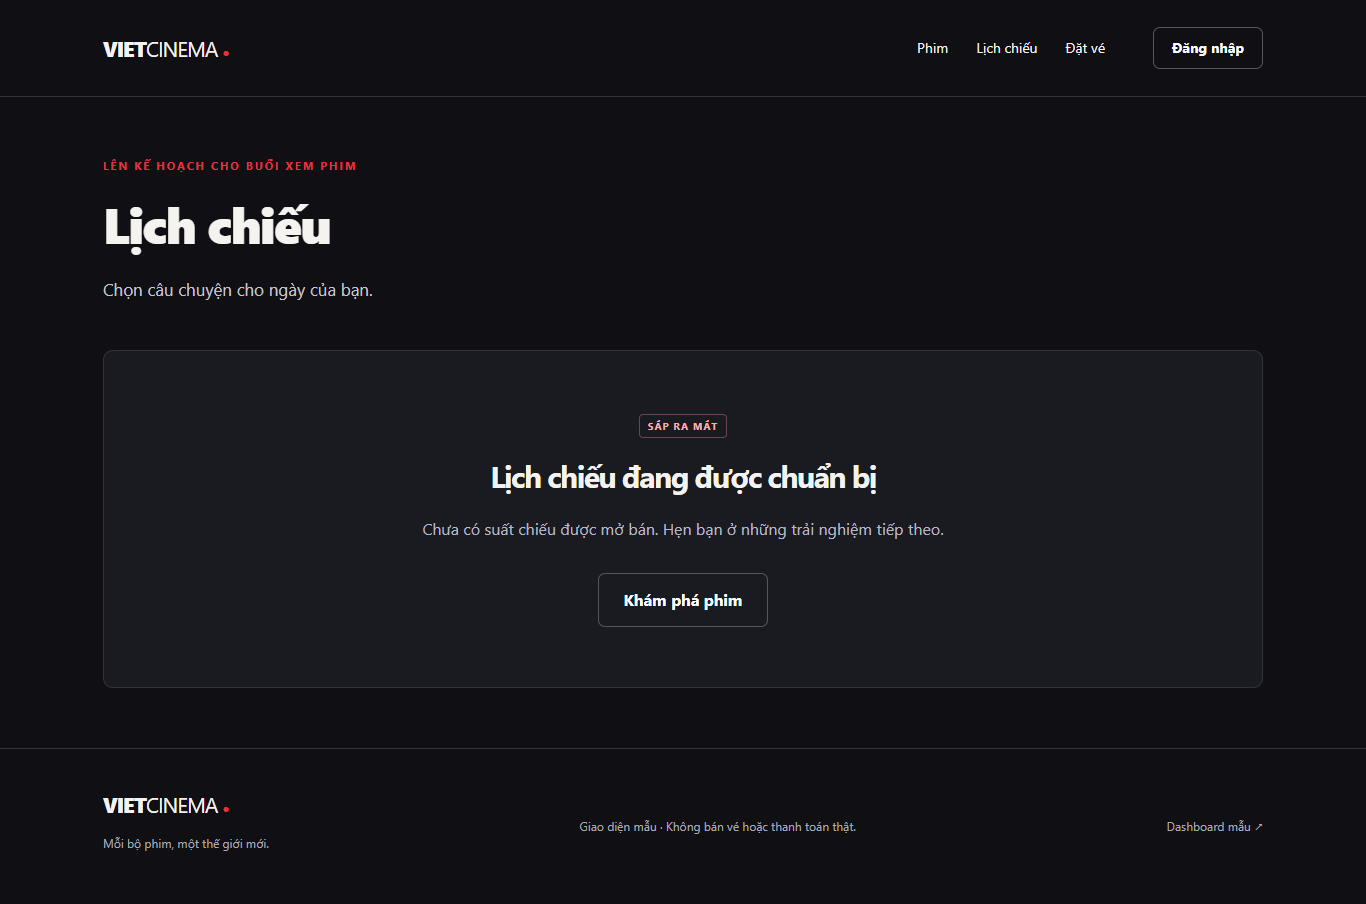 VIETCINEMA.
Phim
Lịch chiếu
Đặt vé
Đăng nhập
LÊN KẾ HOẠCH CHO BUỔI XEM PHIM
Lịch chiếu
Chọn câu chuyện cho ngày của bạn.
SẮP RA MẮT
Lịch chiếu đang được chuẩn bị
Chưa có suất chiếu được mở bán. Hẹn bạn ở những trải nghiệm tiếp theo.
Khám phá phim
VIETCINEMA.
Mỗi bộ phim, một thế giới mới.
Giao diện mẫu · Không bán vé hoặc thanh toán thật.
Dashboard mẫu ↗